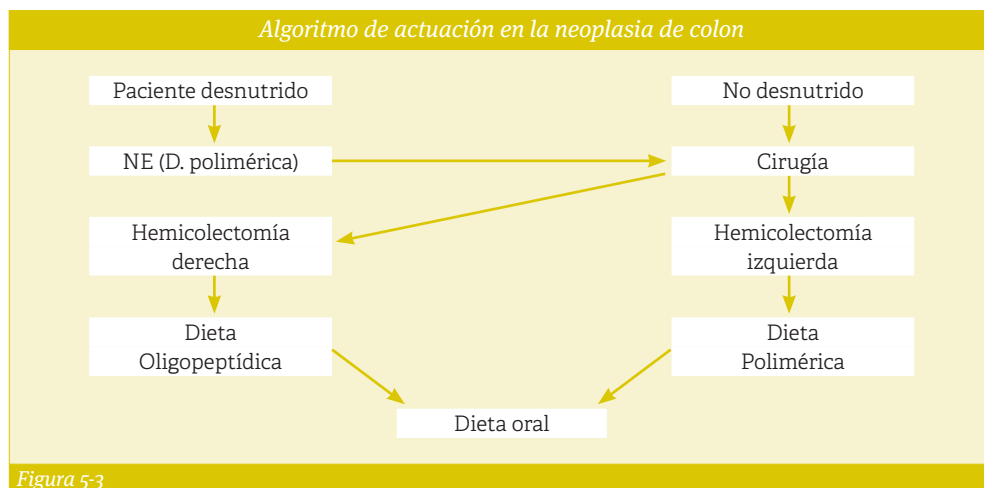 Algoritmo de actuación en la neoplasia de colon
Paciente desnutrido
No desnutrido
NE (D. polimérica)
Cirugía
Hemicolectomía
derecha
Hemicolectomía
izquierda
Dieta
Oligopeptídica
Dieta
Polimérica
Dieta oral
Figura 5-3